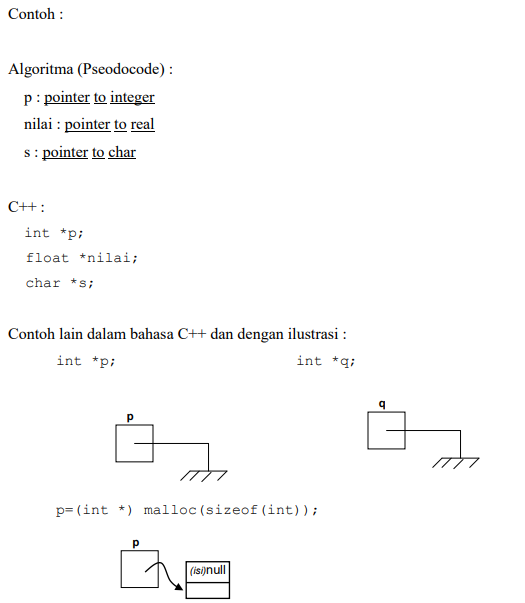 Contoh :
Algoritma (Pseodocode) :
p : pointer to integer
nilai : pointer to real
s : pointer to char
C++ :
int *p;
float *nilai;
char *s;
Contoh lain dalam bahasa C++ dan dengan ilustrasi :
int *p; int *q;
q
p
p=(int *) malloc(sizeof(int));
p
(isi)null